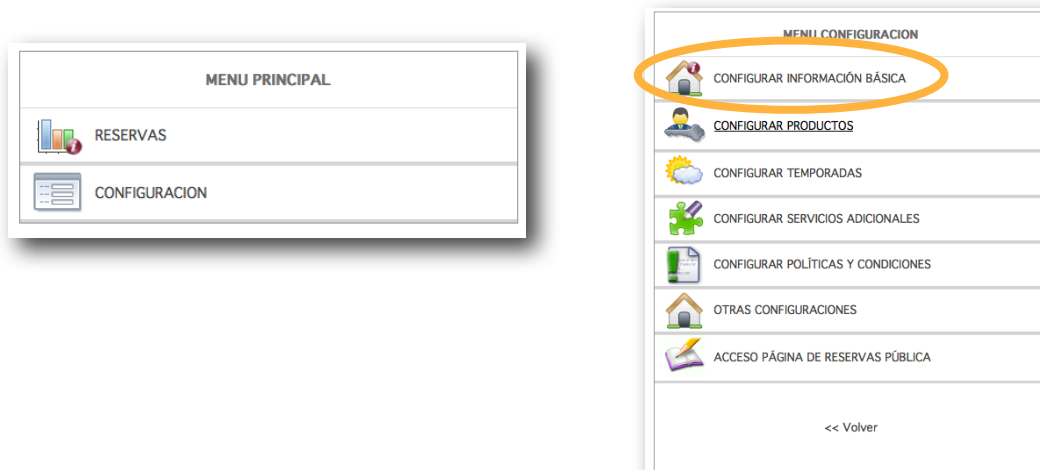 MENU PRINCIPAL
RESERVAS
CONFIGURACION
MENU CONFIGURACION
CONFIGURAR INFORMACIÓN BÁSICA
CONFIGURAR PRODUCTOS
CONFIGURAR TEMPORADAS
CONFIGURAR SERVICIOS ADICIONALES
CONFIGURAR POLÍTICAS Y CONDICIONES
OTRAS CONFIGURACIONES
ACCESO PÁGINA DE RESERVAS PÚBLICA
<< Volver